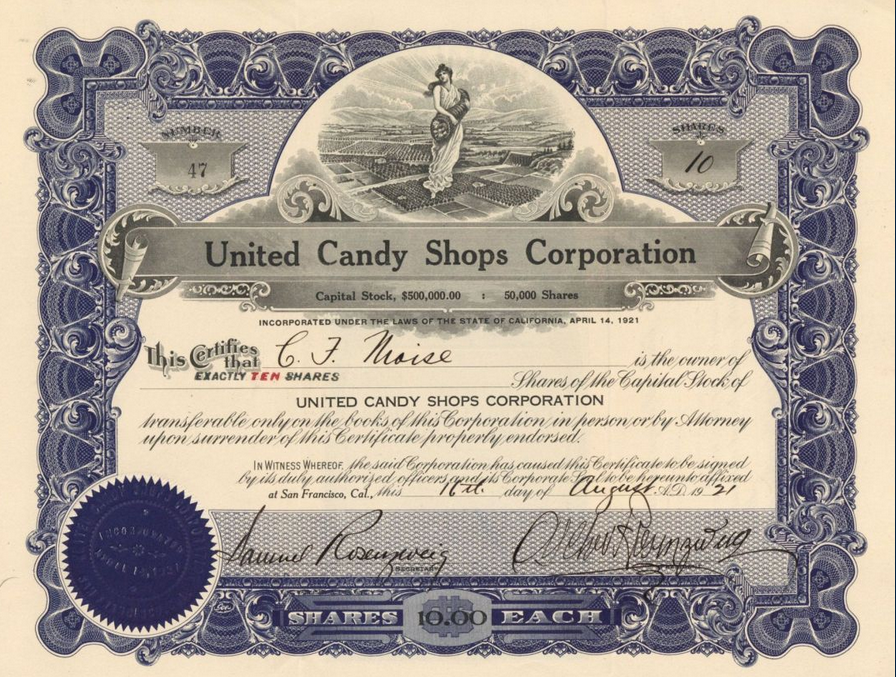 NUMBER
47
SHARES
10
United Candy Shops Corporation
Capital Stock, $500,000.00 : 50,000 Shares
INCORPORATED UNDER THE LAWS OF THE STATE OF CALIFORNIA, APRIL 14, 1921
This Certifies that C. F. Moise is the owner of
EXACTLY TEN SHARES Shares of the Capital Stock of
UNITED CANDY SHOPS CORPORATION
transferable only on the books of this Corporation, in person or by Attorney
upon surrender of this Certificate properly endorsed.
IN WITNESS WHEREOF, the said Corporation has caused this Certificate to be signed
by its duly authorized officers and its Corporate Seal to be hereunto affixed
at San Francisco, Cal., this 16th day of August A.D. 1921
Samuel Rosenzweig
SECRETARY
INCORPORATED
APRIL 14 1921
SHARES 10.00 EACH